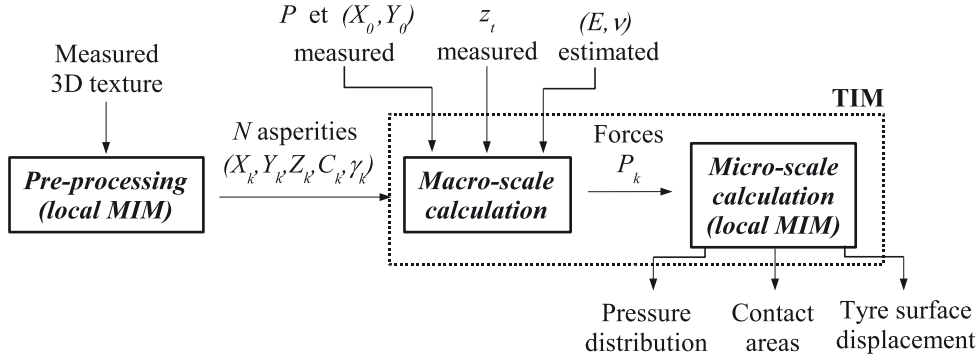 P et (X₀,Y₀)
measured
zₜ
measured
(E,ν)
estimated
Measured
3D texture
TIM
N asperities
(Xₖ,Yₖ,Zₖ,Cₖ,γₖ)
Forces
Pₖ
Pre-processing
(local MIM)
Macro-scale
calculation
Micro-scale
calculation
(local MIM)
Pressure
distribution
Contact
areas
Tyre surface
displacement